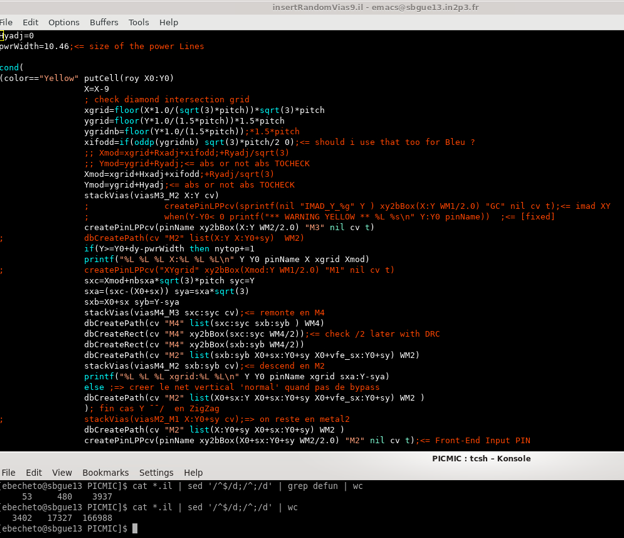 insertRandomVias9.il - emacs@sbgue13.in2p3.fr
File Edit Options Buffers Tools Help
Hyadj=0
pwrWidth=10.46;<= size of the power Lines
cond(
(color=="Yellow" putCell(roy X0:Y0)
X=X-9
; check diamond intersection grid
xgrid=floor(X*1.0/(sqrt(3)*pitch))*sqrt(3)*pitch
ygrid=floor(Y*1.0/(1.5*pitch))*1.5*pitch
ygridnb=floor(Y*1.0/(1.5*pitch));*1.5*pitch
xifodd=if(oddp(ygridnb) sqrt(3)*pitch/2 0);<= should i use that too for Bleu ?
;; Xmod=xgrid+Rxadj+xifodd;+Ryadj/sqrt(3)
;; Ymod=ygrid+Ryadj;<= abs or not abs TOCHECK
Xmod=xgrid+Hxadj+xifodd;+Ryadj/sqrt(3)
Ymod=ygrid+Hyadj;<= abs or not abs TOCHECK
stackVias(viasM3_M2 X:Y cv)
; createPinLPPcv(sprintf(nil "IMAD_Y_%g" Y ) xy2bBox(X:Y WM1/2.0) "GC" nil cv t);<= imad XY
; when(Y-Y0< 0 printf("** WARNING YELLOW ** %L %s\n" Y:Y0 pinName)) ;<= [fixed]
createPinLPPcv(pinName xy2bBox(X:Y WM2/2.0) "M3" nil cv t)
; dbCreatePath(cv "M2" list(X:Y X:Y0+sy) WM2)
if(Y>=Y0+dy-pwrWidth then nytop+=1
printf("%L %L %L X:%L %L %L\n" Y Y0 pinName X xgrid Xmod)
; createPinLPPcv("XYgrid" xy2bBox(Xmod:Y WM1/2.0) "M1" nil cv t)
sxc=Xmod+nbsxa*sqrt(3)*pitch syc=Y
sxa=(sxc-(X0+sx)) sya=sxa*sqrt(3)
sxb=X0+sx syb=Y-sya
stackVias(viasM4_M3 sxc:syc cv);<= remonte en M4
dbCreatePath(cv "M4" list(sxc:syc sxb:syb ) WM4)
dbCreateRect(cv "M4" xy2bBox(sxc:syc WM4/2));<= check /2 later with DRC
dbCreateRect(cv "M4" xy2bBox(sxb:syb WM4/2))
dbCreatePath(cv "M2" list(sxb:syb X0+sx:Y0+sy X0+vfe_sx:Y0+sy) WM2)
stackVias(viasM4_M2 sxb:syb cv);<= descend en M2
printf("%L %L %L xgrid:%L %L\n" Y Y0 pinName xgrid sxa:Y-sya)
else ;=> creer le net vertical 'normal' quand pas de bypass
dbCreatePath(cv "M2" list(X0+sx:Y X0+sx:Y0+sy X0+vfe_sx:Y0+sy) WM2 )
); fin cas Y ¯¯/ en ZigZag
; stackVias(viasM2_M1 X:Y0+sy cv);=> on reste en metal2
dbCreatePath(cv "M2" list(X:Y0+sy X0+sx:Y0+sy) WM2 )
createPinLPPcv(pinName xy2bBox(X0+sx:Y0+sy WM2/2.0) "M2" nil cv t);<= Front-End Input PIN
PICMIC : tcsh – Konsole
File Edit View Bookmarks Settings Help
[ebecheto@sbgue13 PICMIC]$ cat *.il | sed '/^$/d;/^;/d' | grep defun | wc
53 480 3937
[ebecheto@sbgue13 PICMIC]$ cat *.il | sed '/^$/d;/^;/d' | wc
3402 17327 166988
[ebecheto@sbgue13 PICMIC]$